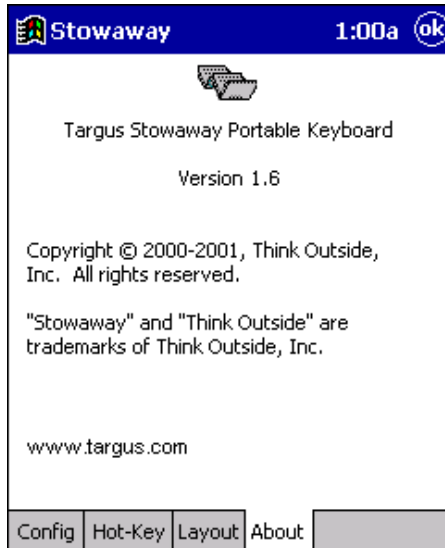 Stowaway 1:00a ok
Targus Stowaway Portable Keyboard
Version 1.6
Copyright © 2000-2001, Think Outside,
Inc. All rights reserved.
"Stowaway" and "Think Outside" are
trademarks of Think Outside, Inc.
www.targus.com
Config Hot-Key Layout About